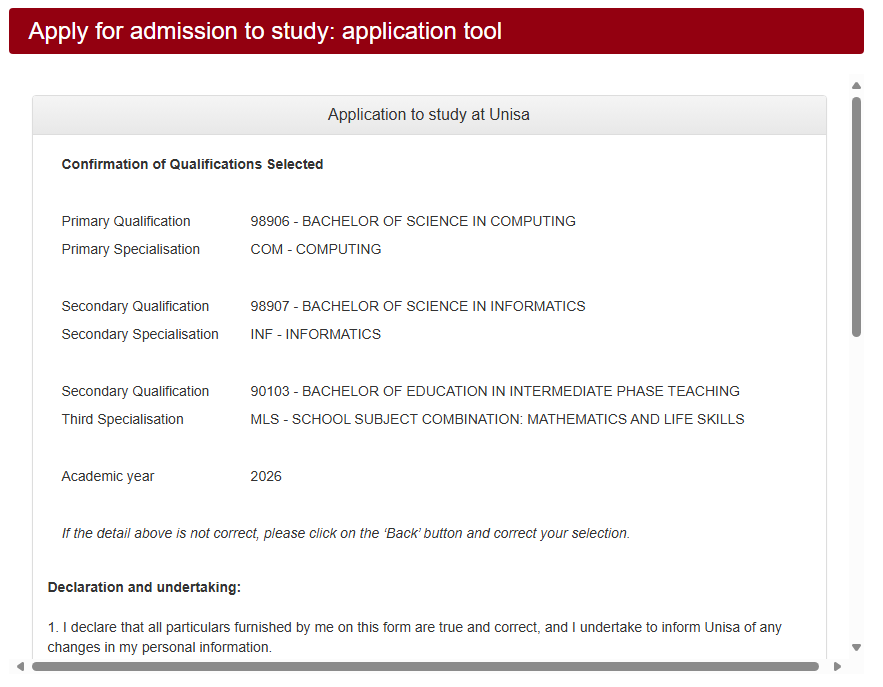 Apply for admission to study: application tool
Application to study at Unisa
Confirmation of Qualifications Selected
Primary Qualification 98906 - BACHELOR OF SCIENCE IN COMPUTING
Primary Specialisation COM - COMPUTING
Secondary Qualification 98907 - BACHELOR OF SCIENCE IN INFORMATICS
Secondary Specialisation INF - INFORMATICS
Secondary Qualification 90103 - BACHELOR OF EDUCATION IN INTERMEDIATE PHASE TEACHING
Third Specialisation MLS - SCHOOL SUBJECT COMBINATION: MATHEMATICS AND LIFE SKILLS
Academic year 2026
If the detail above is not correct, please click on the ‘Back’ button and correct your selection.
Declaration and undertaking:
1. I declare that all particulars furnished by me on this form are true and correct, and I undertake to inform Unisa of any
changes in my personal information.